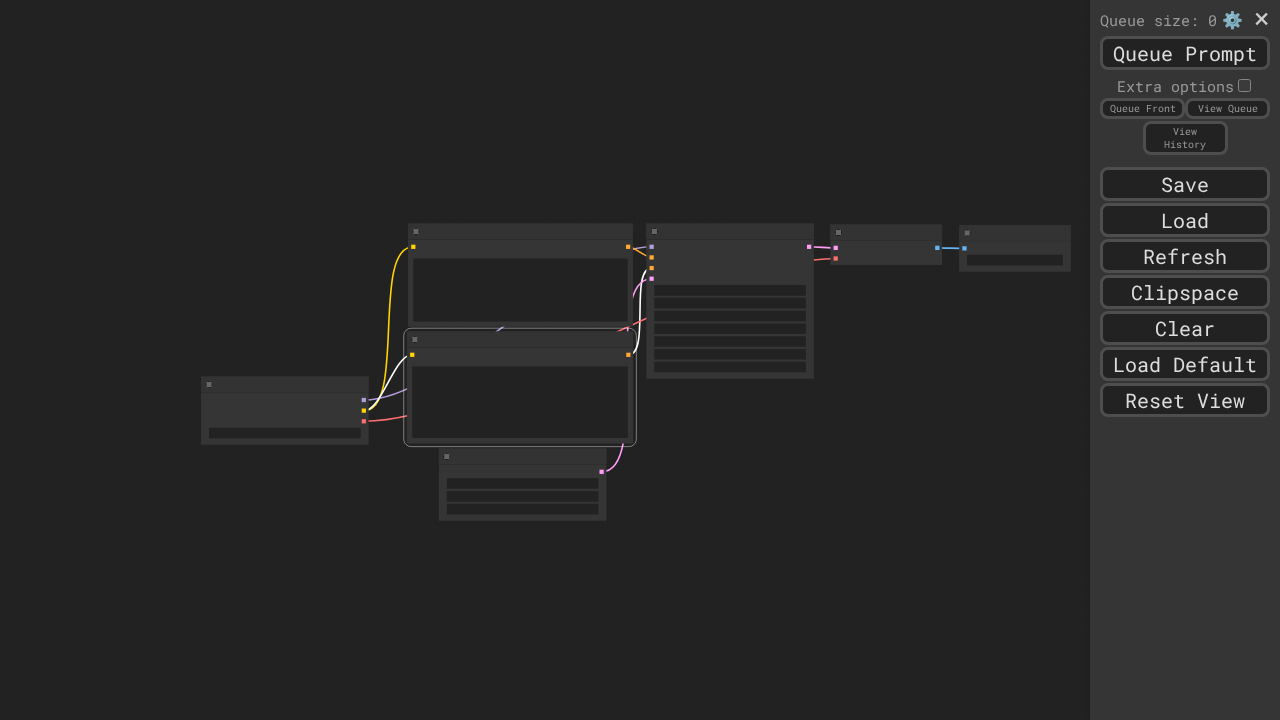 Queue size: 0
Queue Prompt
Extra options
Queue Front
View Queue
View
History
Save
Load
Refresh
Clipspace
Clear
Load Default
Reset View